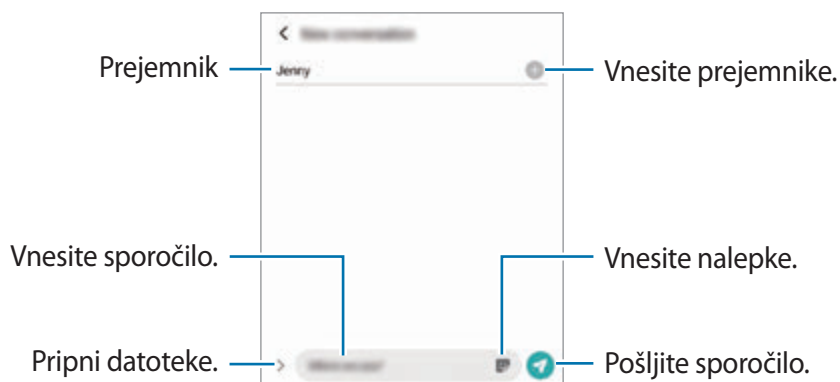 Prejemnik
Jenny
Vnesite prejemnike.
Vnesite sporočilo.
Vnesite nalepke.
Pripni datoteke.
Pošljite sporočilo.